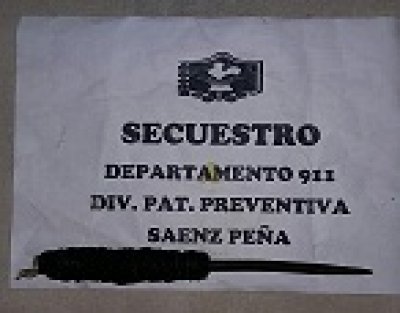 SECUESTRO
DEPARTAMENTO 911
DIV. PAT. PREVENTIVA
SAENZ PEÑA